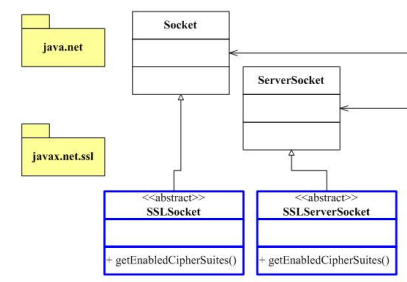 Socket
java.net
ServerSocket
javax.net.ssl
<<abstract>>
SSLSocket
+ getEnabledCipherSuites()
<<abstract>>
SSLServerSocket
+ getEnabledCipherSuites()